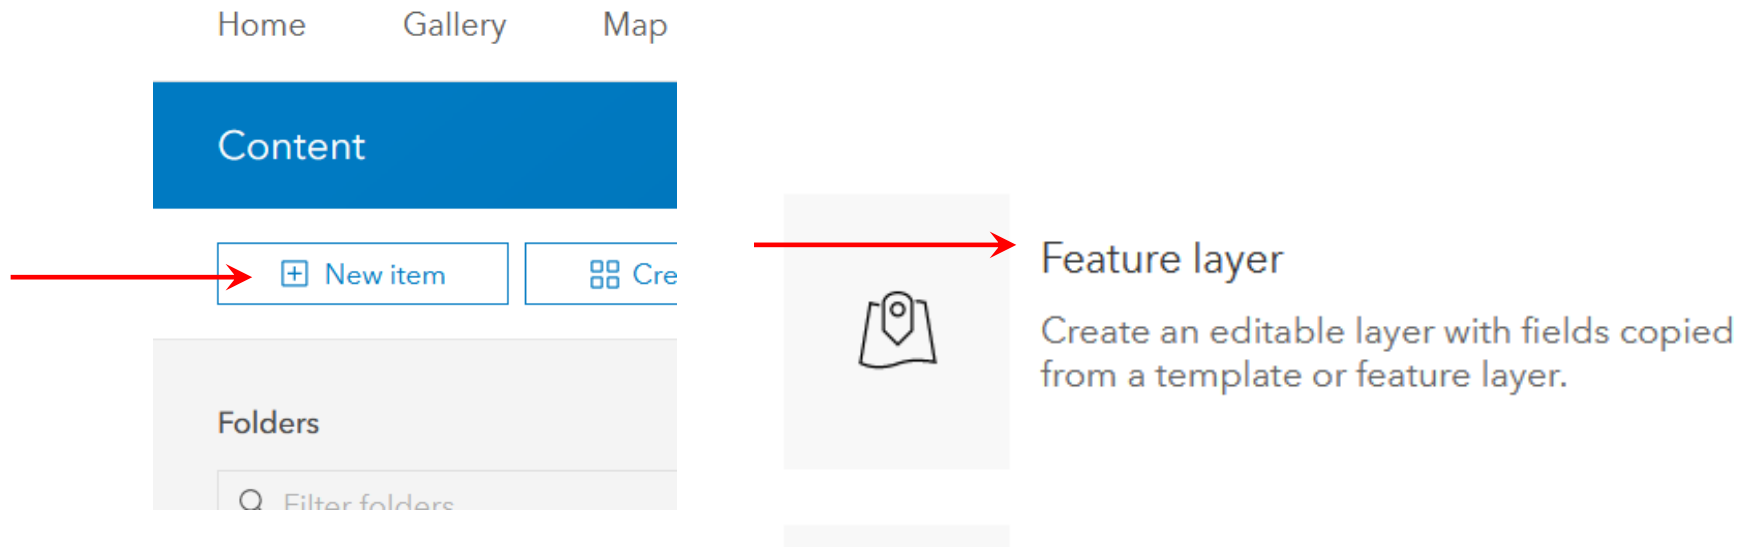 Home Gallery Map
Content
New item Cre
Folders
Filter folders
Feature layer
Create an editable layer with fields copied
from a template or feature layer.